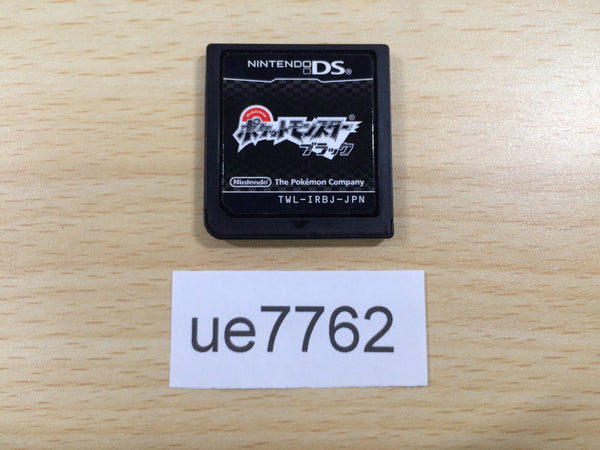 NINTENDO DS®
ポケットモンスター®
ブラック
Nintendo® The Pokémon Company
TWL-IRBJ-JPN
ue7762